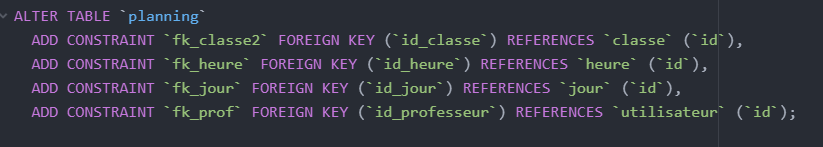 ALTER TABLE `planning`
ADD CONSTRAINT `fk_classe2` FOREIGN KEY (`id_classe`) REFERENCES `classe` (`id`),
ADD CONSTRAINT `fk_heure` FOREIGN KEY (`id_heure`) REFERENCES `heure` (`id`),
ADD CONSTRAINT `fk_jour` FOREIGN KEY (`id_jour`) REFERENCES `jour` (`id`),
ADD CONSTRAINT `fk_prof` FOREIGN KEY (`id_professeur`) REFERENCES `utilisateur` (`id`);